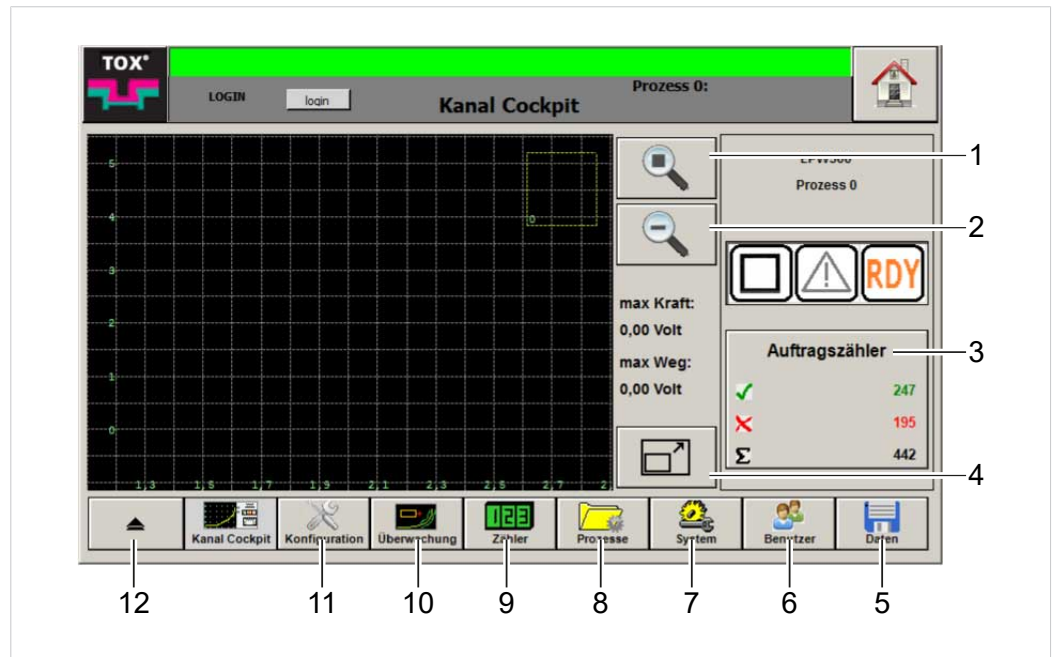 TOX®
LOGIN
login
Kanal Cockpit
Prozess 0:
5
4
3
2
1
0
0
1,3 1,5 1,7 1,9 2,1 2,3 2,5 2,7 2,
max Kraft:
0,00 Volt
max Weg:
0,00 Volt
EPW500
Prozess 0
RDY
Auftragszähler
247
195
Σ 442
1
2
3
4
Kanal Cockpit
Konfiguration
Überwachung
123
Zähler
Prozesse
System
Benutzer
Daten
12 11 10 9 8 7 6 5